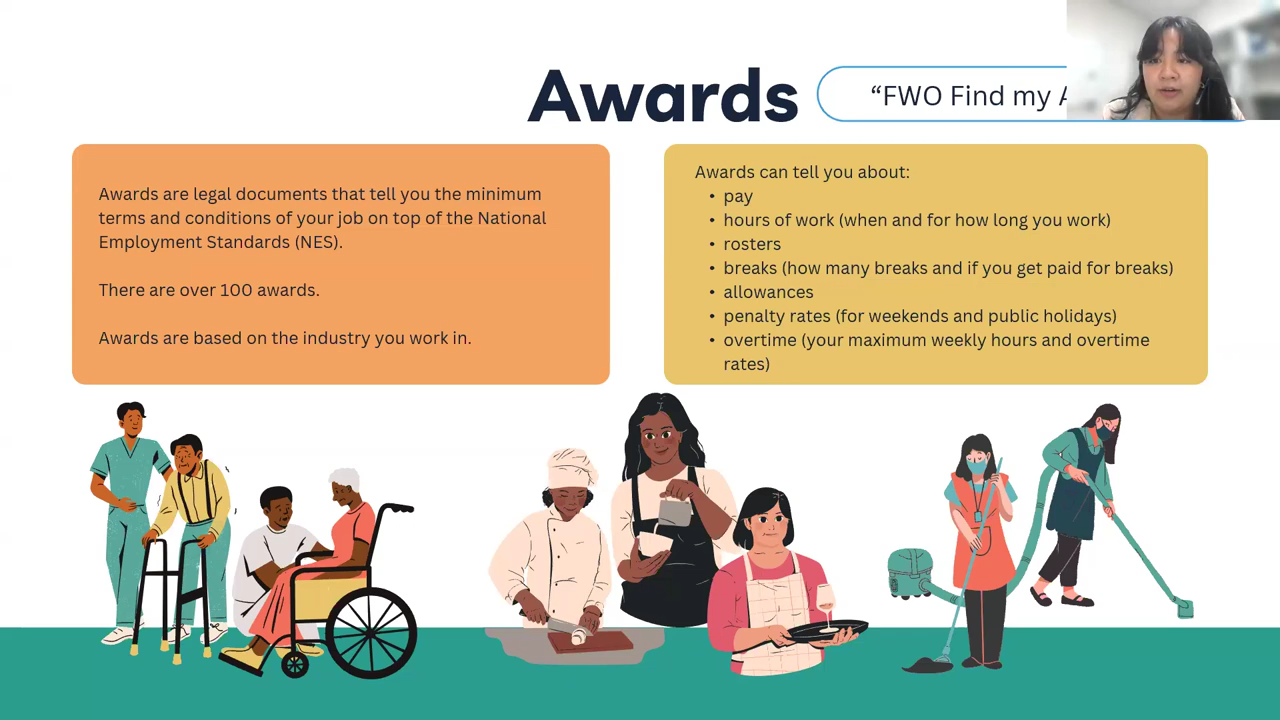 Awards
“FWO Find my
Awards are legal documents that tell you the minimum
terms and conditions of your job on top of the National
Employment Standards (NES).
There are over 100 awards.
Awards are based on the industry you work in.
Awards can tell you about:
• pay
• hours of work (when and for how long you work)
• rosters
• breaks (how many breaks and if you get paid for breaks)
• allowances
• penalty rates (for weekends and public holidays)
• overtime (your maximum weekly hours and overtime
rates)